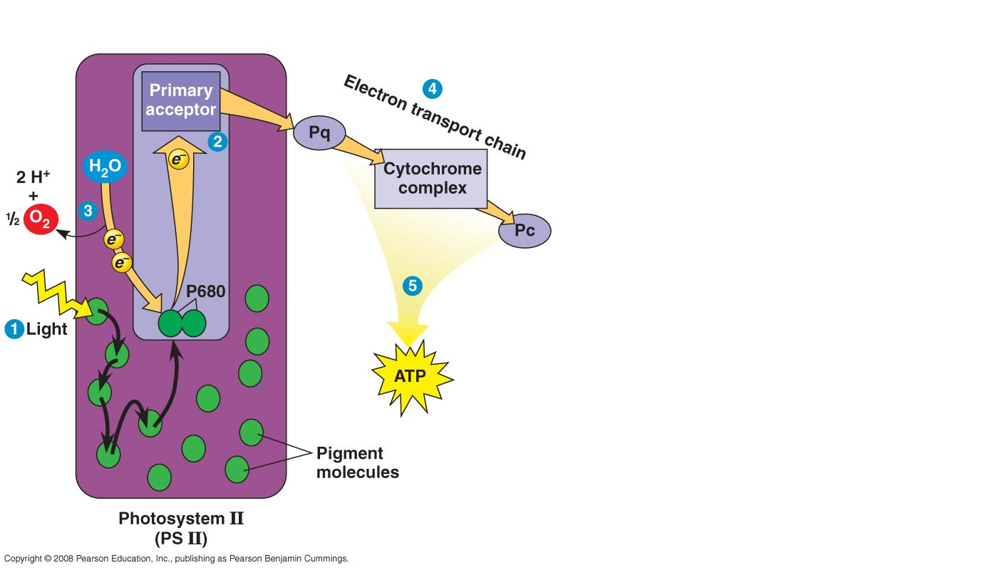 Primary
acceptor
2
e–
H2O
2 H+
+
1/2 O2
3
e–
e–
P680
1 Light
Pq
4
Electron transport chain
Cytochrome
complex
Pc
5
ATP
Pigment
molecules
Photosystem II
(PS II)
Copyright © 2008 Pearson Education, Inc., publishing as Pearson Benjamin Cummings.